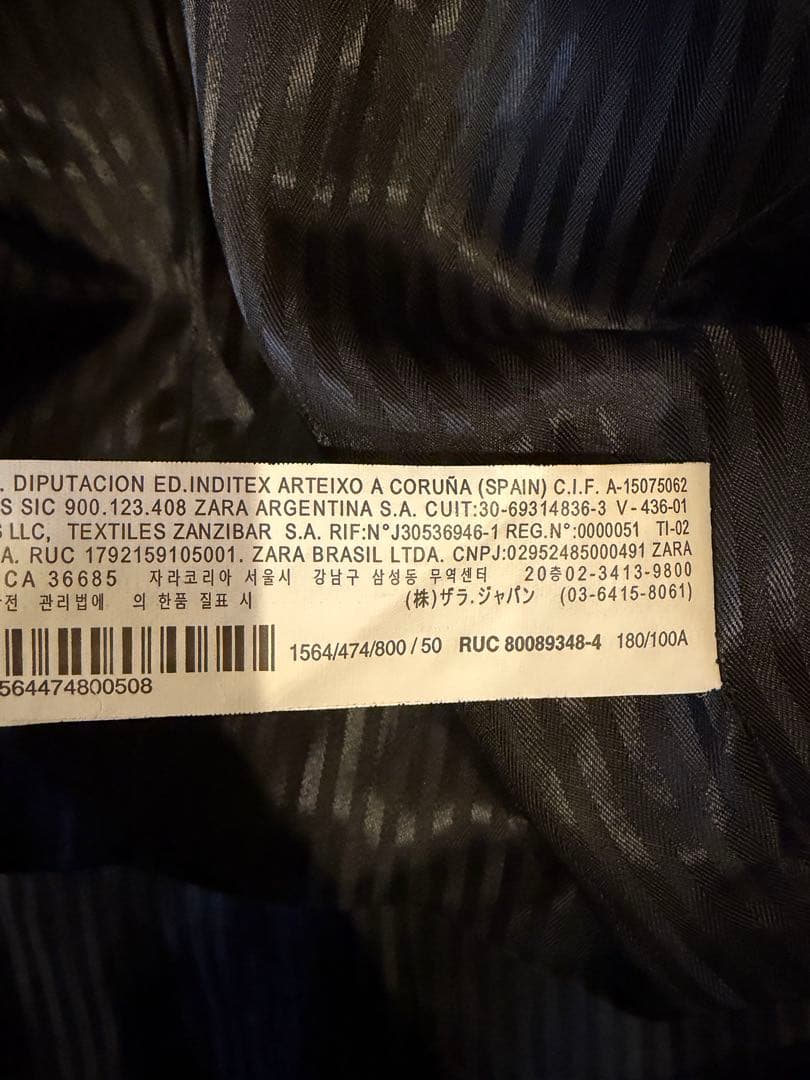 . DIPUTACION ED.INDITEX ARTEIXO A CORUÑA (SPAIN) C.I.F. A-15075062
S SIC 900.123.408 ZARA ARGENTINA S.A. CUIT:30-69314836-3 V-436-01
LLC, TEXTILES ZANZIBAR S.A. RIF:N°J30536946-1 REG.N°:0000051 TI-02
A. RUC 1792159105001. ZARA BRASIL LTDA. CNPJ:02952485000491 ZARA
CA 36685 자라코리아 서울시 강남구 삼성동 무역센터 20층02-3413-9800
전 관리법에 의 한품 질표 시 (株)ザラ.ジャパン (03-6415-8061)
1564/474/800/50 RUC 80089348-4 180/100A
564474800508